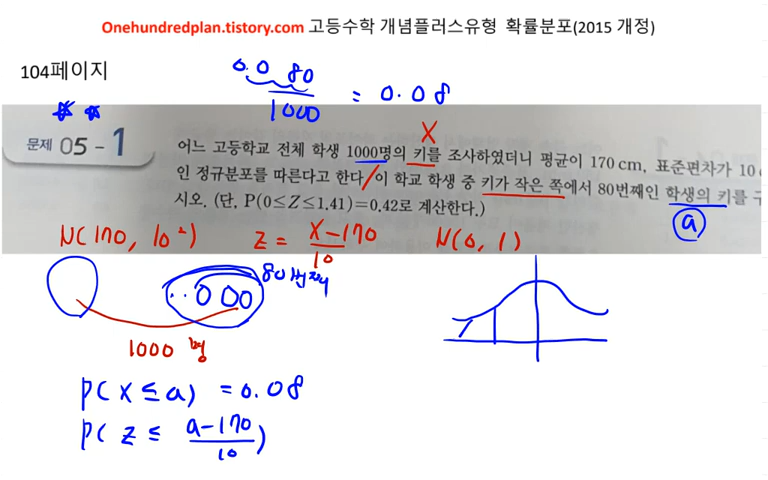 Onehundredplan.tistory.com 고등수학 개념플러스유형 확률분포(2015 개정)
104페이지
0.080
1000
= 0.08
문제 05-1
X
어느 고등학교 전체 학생 1000명의 키를 조사하였더니 평균이 170 cm, 표준편차가 10
인 정규분포를 따른다고 한다. 이 학교 학생 중 키가 작은 쪽에서 80번째인 학생의 키를
시오. (단, P(0≤Z≤1.41)=0.42로 계산한다.)
a
N(170, 10²) Z = X-170 / 10 N(0, 1)
80번째
..000
1000명
P(X ≤ a) = 0.08
P(Z ≤ a-170 / 10)